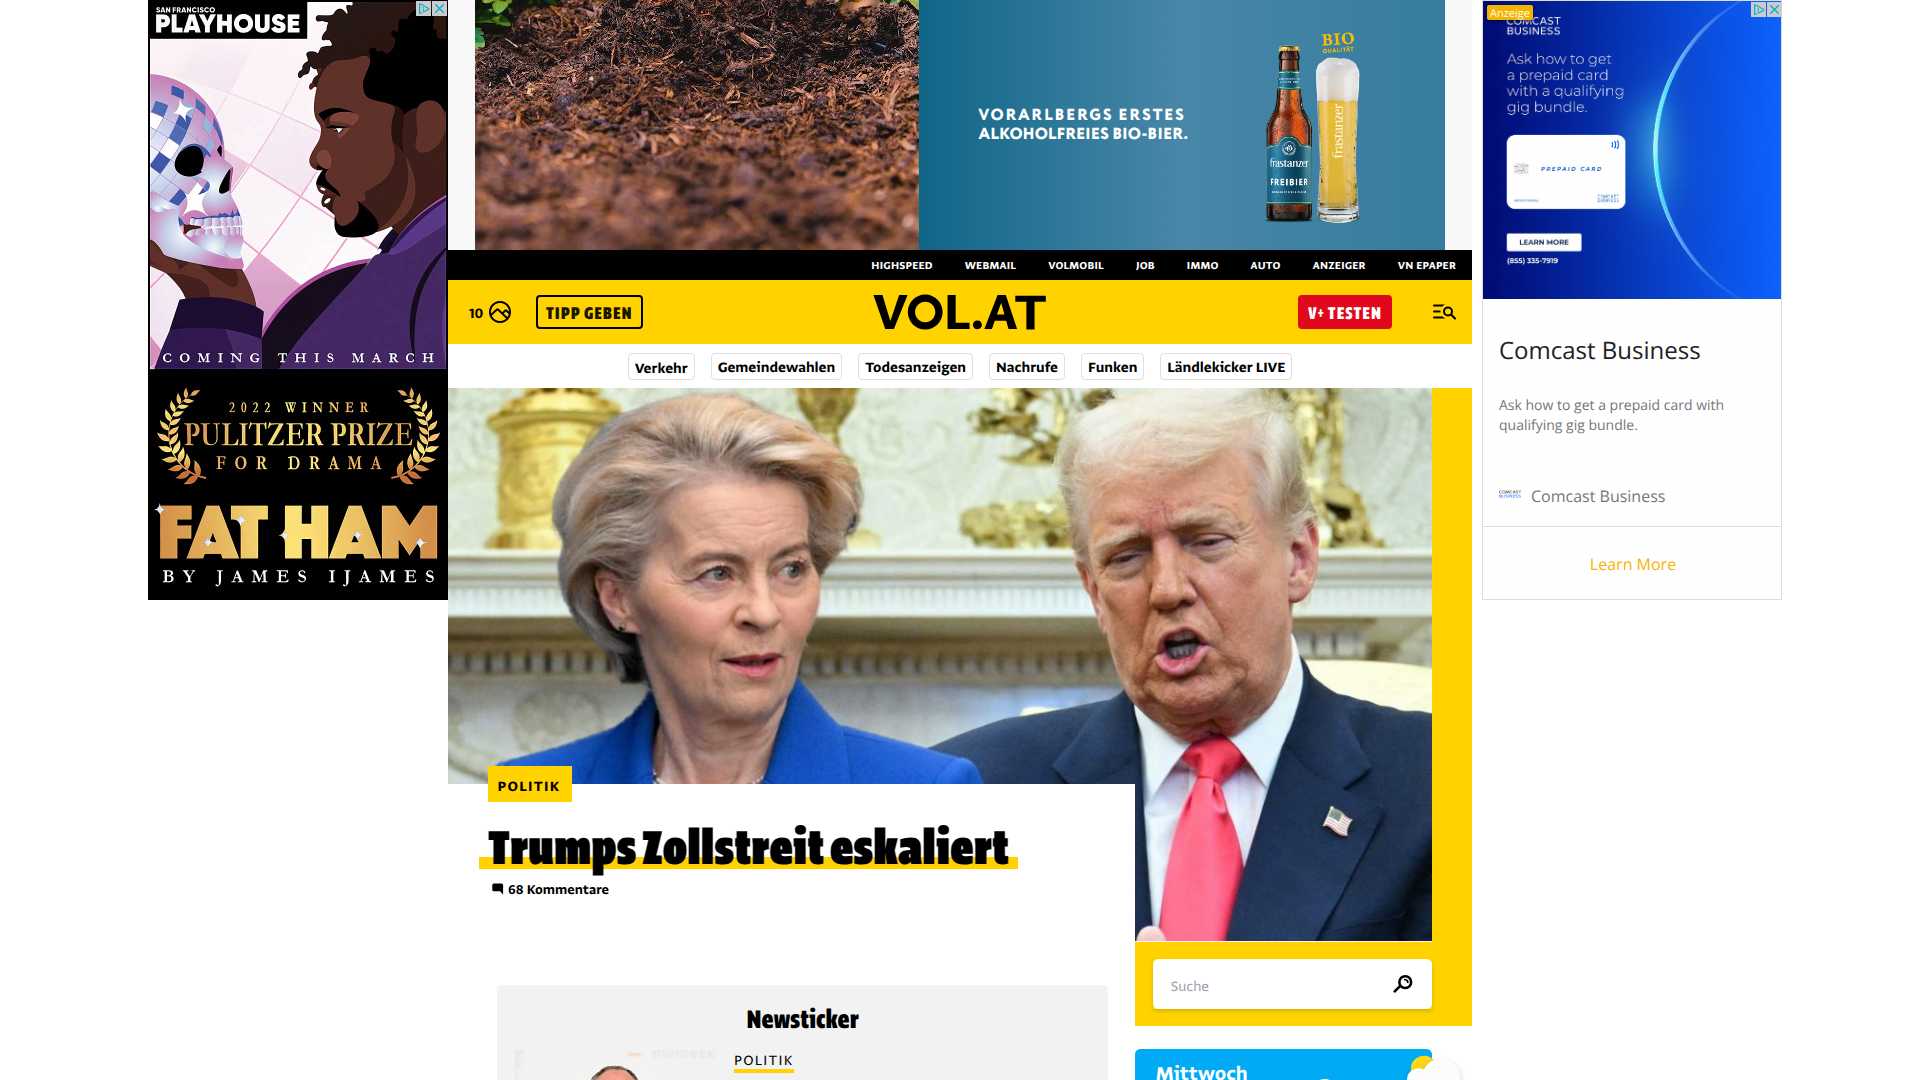 SAN FRANCISCO
PLAYHOUSE
COMING THIS MARCH
2022 WINNER
PULITZER PRIZE
FOR DRAMA
FAT HAM
BY JAMES IJAMES
VORARLBERGS ERSTES
ALKOHOLFREIES BIO-BIER.
BIO
QUALITÄT
frastanzer
FREIBIER
frastanzer
Anzeige
COMCAST
BUSINESS
Ask how to get
a prepaid card
with a qualifying
gig bundle.
PREPAID CARD
LEARN MORE
(855) 335-7919
Comcast Business
Ask how to get a prepaid card with
qualifying gig bundle.
COMCAST
BUSINESS
Comcast Business
Learn More
HIGHSPEED WEBMAIL VOLMOBIL JOB IMMO AUTO ANZEIGER VN EPAPER
10 TIPP GEBEN VOL.AT V+ TESTEN
Verkehr Gemeindewahlen Todesanzeigen Nachrufe Funken Ländlekicker LIVE
POLITIK
Trumps Zollstreit eskaliert
68 Kommentare
Suche
Newsticker
POLITIK
Mittwoch